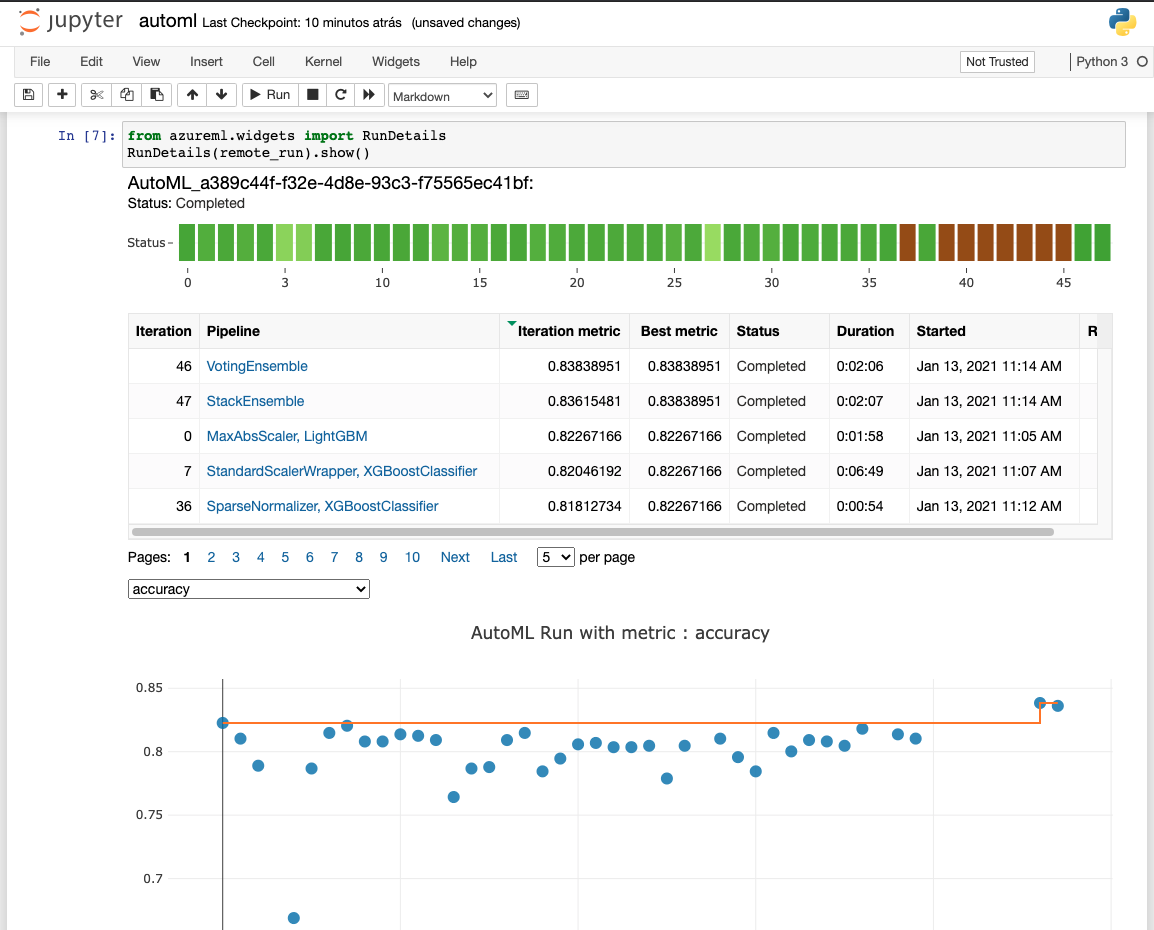 jupyter automl Last Checkpoint: 10 minutos atrás (unsaved changes)
File Edit View Insert Cell Kernel Widgets Help Not Trusted Python 3
Run Markdown
In [7]: from azureml.widgets import RunDetails
RunDetails(remote_run).show()
AutoML_a389c44f-f32e-4d8e-93c3-f75565ec41bf:
Status: Completed
Status
0 3 10 15 20 25 30 35 40 45
Iteration Pipeline Iteration metric Best metric Status Duration Started R
46 VotingEnsemble 0.83838951 0.83838951 Completed 0:02:06 Jan 13, 2021 11:14 AM
47 StackEnsemble 0.83615481 0.83838951 Completed 0:02:07 Jan 13, 2021 11:14 AM
0 MaxAbsScaler, LightGBM 0.82267166 0.82267166 Completed 0:01:58 Jan 13, 2021 11:05 AM
7 StandardScalerWrapper, XGBoostClassifier 0.82046192 0.82267166 Completed 0:06:49 Jan 13, 2021 11:07 AM
36 SparseNormalizer, XGBoostClassifier 0.81812734 0.82267166 Completed 0:00:54 Jan 13, 2021 11:12 AM
Pages: 1 2 3 4 5 6 7 8 9 10 Next Last 5 per page
accuracy
AutoML Run with metric : accuracy
0.85
0.8
0.75
0.7